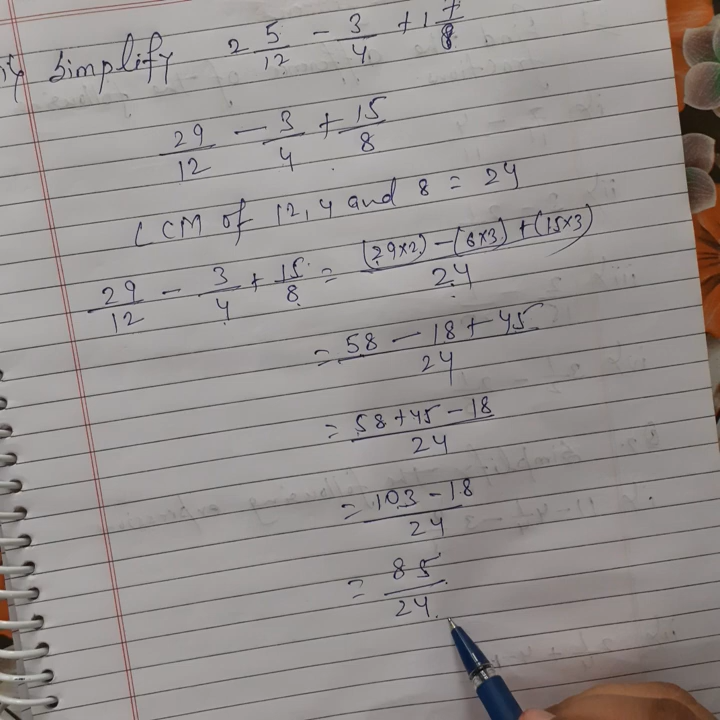 Simplify 2 5/12 - 3/4 + 1 7/8
29/12 - 3/4 + 15/8
LCM of 12, 4 and 8 = 24
29/12 - 3/4 + 15/8 = (29×2) - (6×3) + (15×3) / 24
= 58 - 18 + 45 / 24
= 58 + 45 - 18 / 24
= 103 - 18 / 24
= 85 / 24